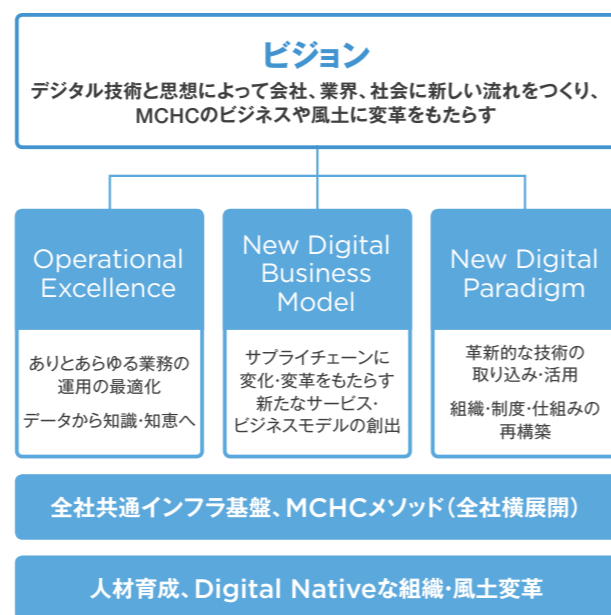 ビジョン
デジタル技術と思想によって会社、業界、社会に新しい流れをつくり、
MCHCのビジネスや風土に変革をもたらす
Operational
Excellence
ありとあらゆる業務の
運用の最適化
データから知識・知恵へ
New Digital
Business
Model
サプライチェーンに
変化・変革をもたらす
新たなサービス・
ビジネスモデルの創出
New Digital
Paradigm
革新的な技術の
取り込み・活用
組織・制度・仕組みの
再構築
全社共通インフラ基盤、MCHCメソッド(全社横展開)
人材育成、Digital Nativeな組織・風土変革